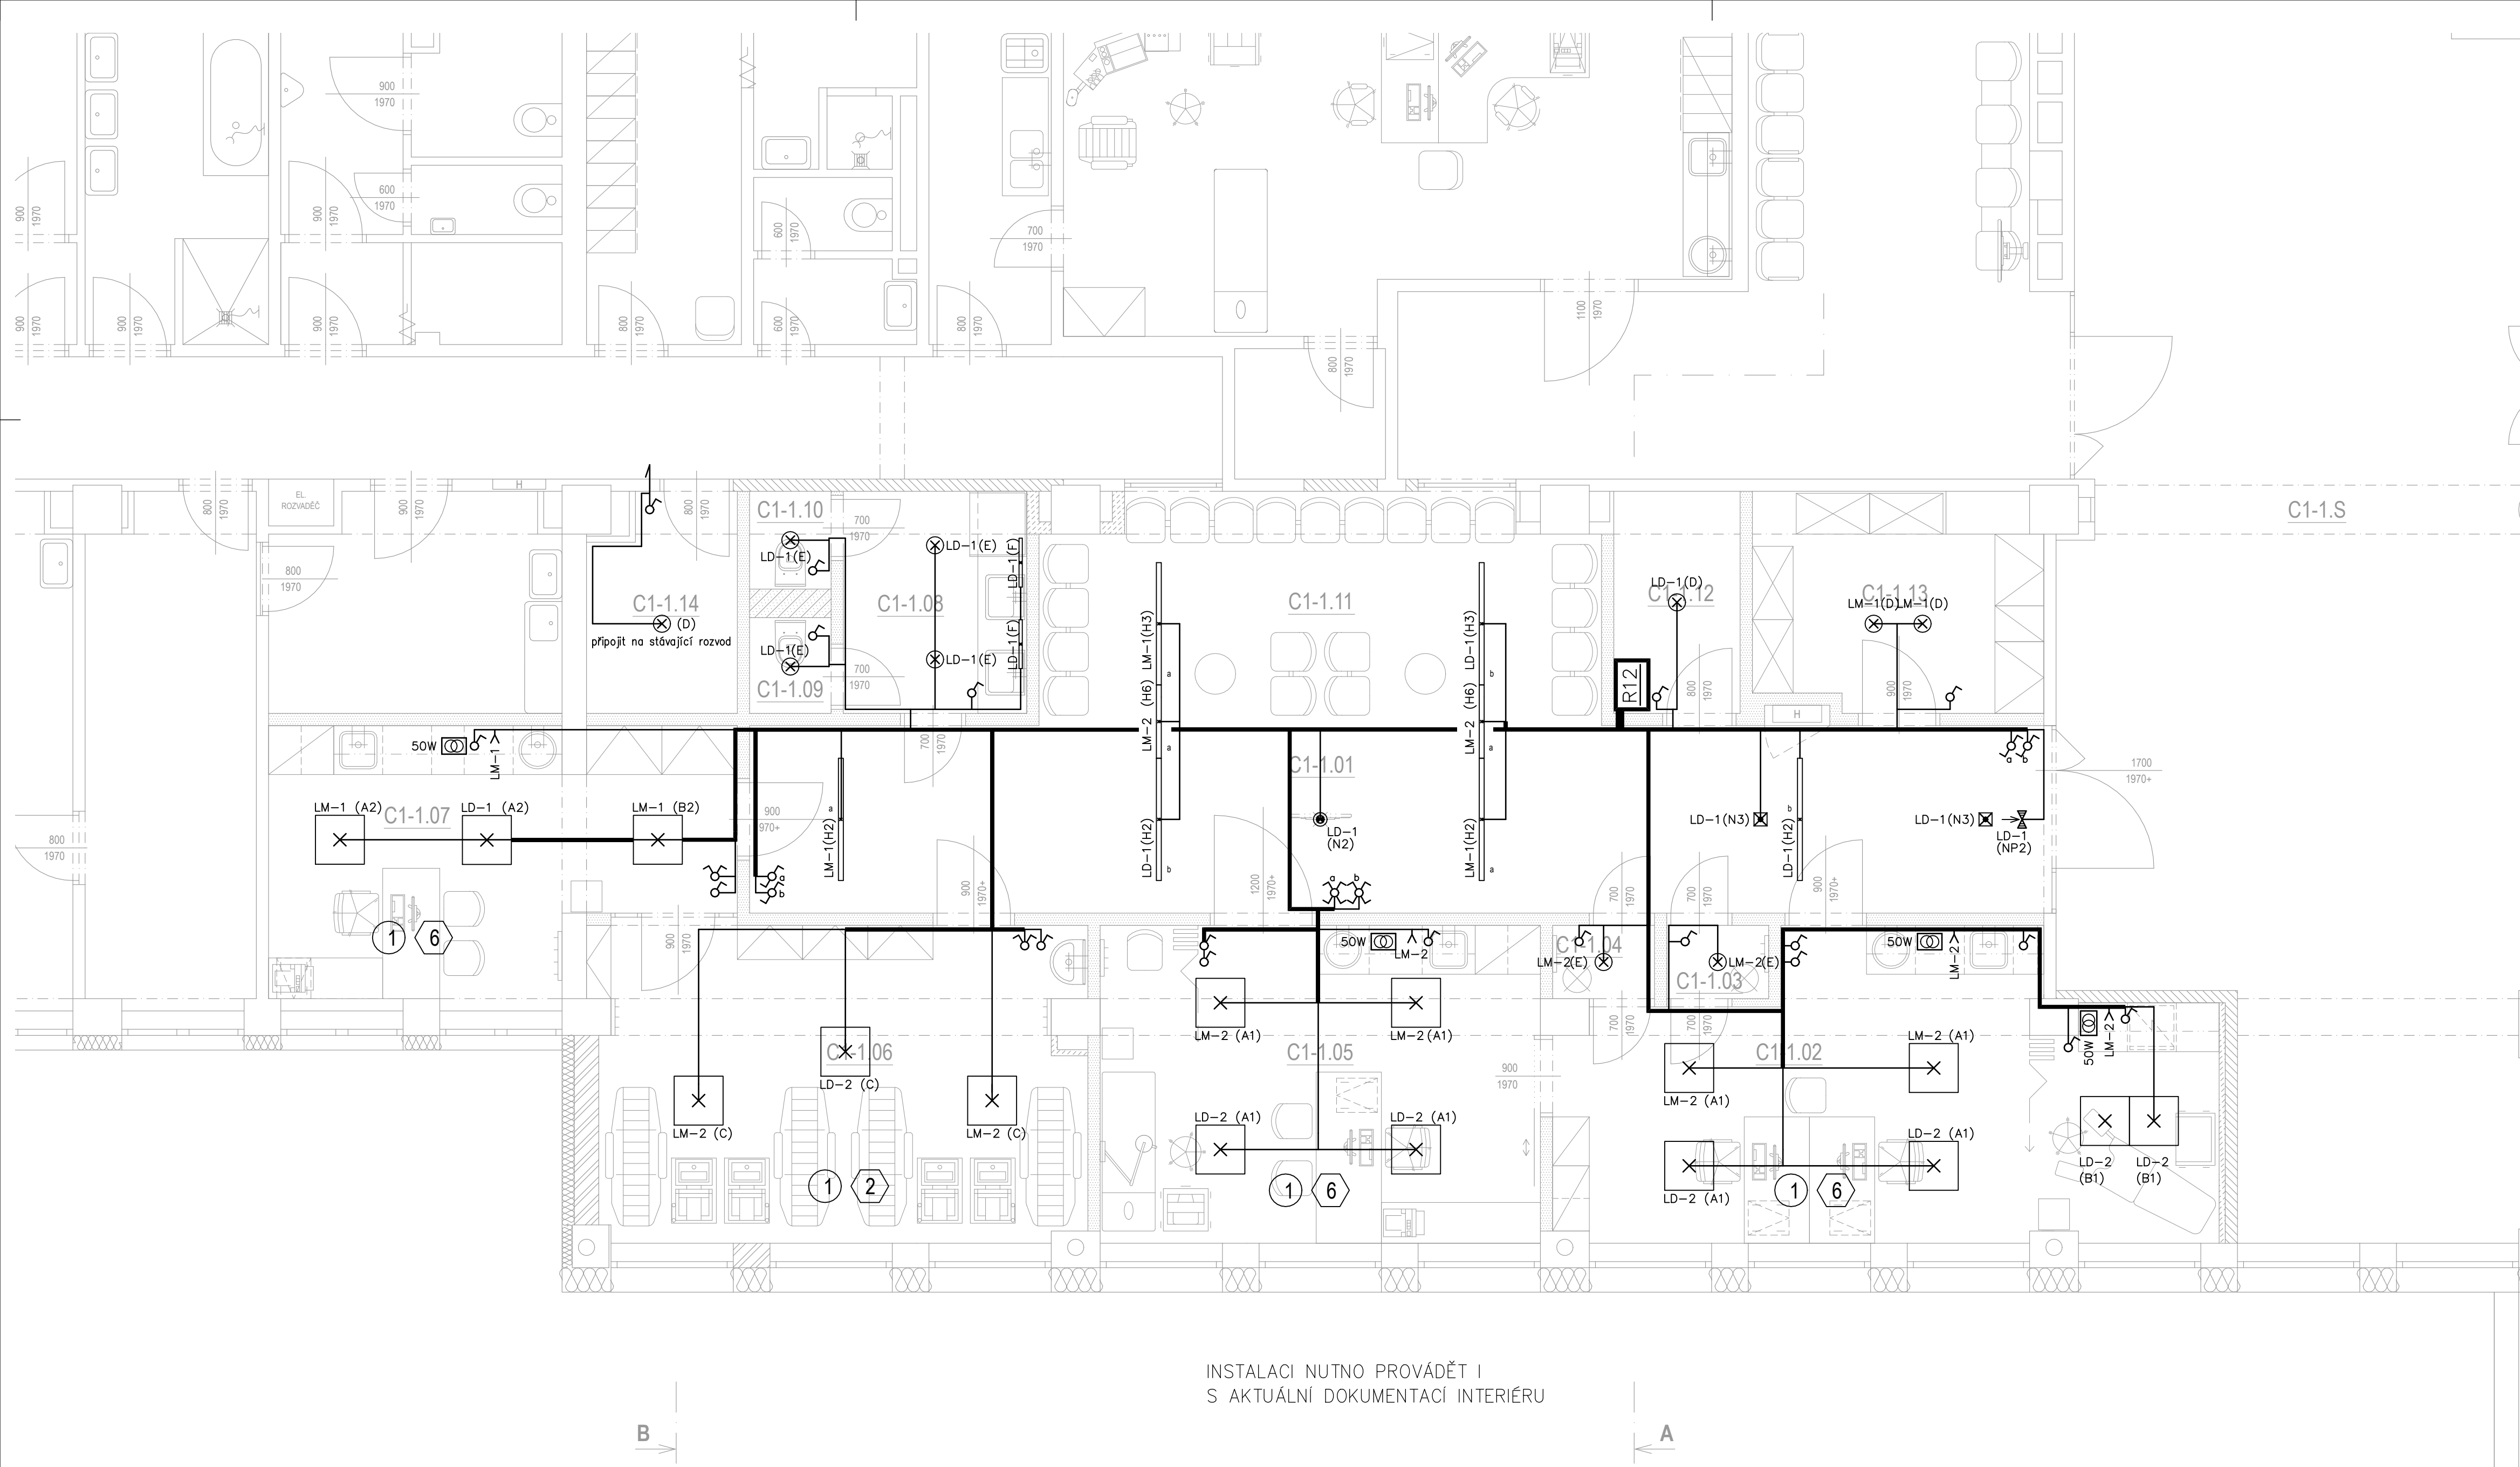 900
1970
600
1970
900
1970
900
1970
600
1970
700
1970
900
1970
900
1970
900
1970
800
1970
600
1970
800
1970
1100
1970
800
1970
EL.
ROZVADĚČ
H
800
1970
900
1970
800
1970
800
1970
C1-1.14
(D)
připojit na stávající rozvod
C1-1.10
700
1970
LD-1(E)
LD-1(E)
LD-1(F)
C1-1.08
LD-1(E)
LD-1(E)
LD-1(F)
C1-1.09
700
1970
C1-1.11
LM-1(H3)
a
LM-2 (H6)
a
LD-1(H2)
b
LD-1(H3)
b
LM-2 (H6)
a
LM-1(H2)
a
C1-1.S
LD-1(D)
C1-1.12
C1-1.13
LM-1(D)
LM-1(D)
R12
800
1970
900
1970
H
50W
LM-1
700
1970
C1-1.01
LD-1
(N2)
a
b
LD-1(N3)
b
LD-1(H2)
LD-1(N3)
LD-1
(NP2)
a
b
1700
1970+
LM-1 (A2)
C1-1.07
LD-1 (A2)
LM-1 (B2)
900
970+
a
LM-1(H2)
800
1970
a
b
900
1970+
1200
1970+
700
1970
700
1970
900
1970+
1
6
900
1970
50W
LM-2
C1-1.04
LM-2(E)
LM-2(E)
C1-1.03
50W
LM-2
LM-2 (A1)
LM-2(A1)
700
1970
700
1970
50W
LM-2
C1-1.06
LD-2 (C)
LM-2 (C)
LM-2 (C)
C1-1.05
900
1970
C1-1.02
LM-2 (A1)
LM-2 (A1)
LD-2 (A1)
LD-2 (A1)
LD-2 (A1)
LD-2 (A1)
LD-2
(B1)
LD-2
(B1)
1
2
1
6
1
6
INSTALACI NUTNO PROVÁDĚT I
S AKTUÁLNÍ DOKUMENTACÍ INTERIÉRU
B
A